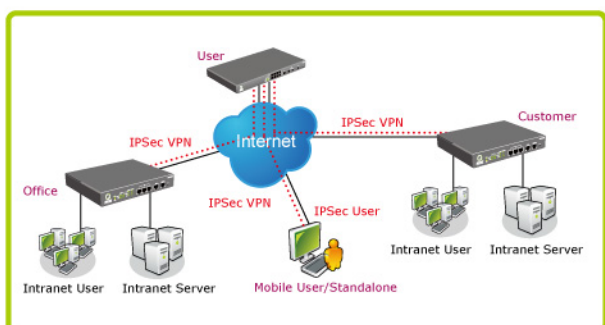 User
IPSec VPN
IPSec VPN
Customer
Internet
Office
IPSec VPN
IPSec User
Intranet User
Intranet Server
Mobile User/Standalone
Intranet User
Intranet Server